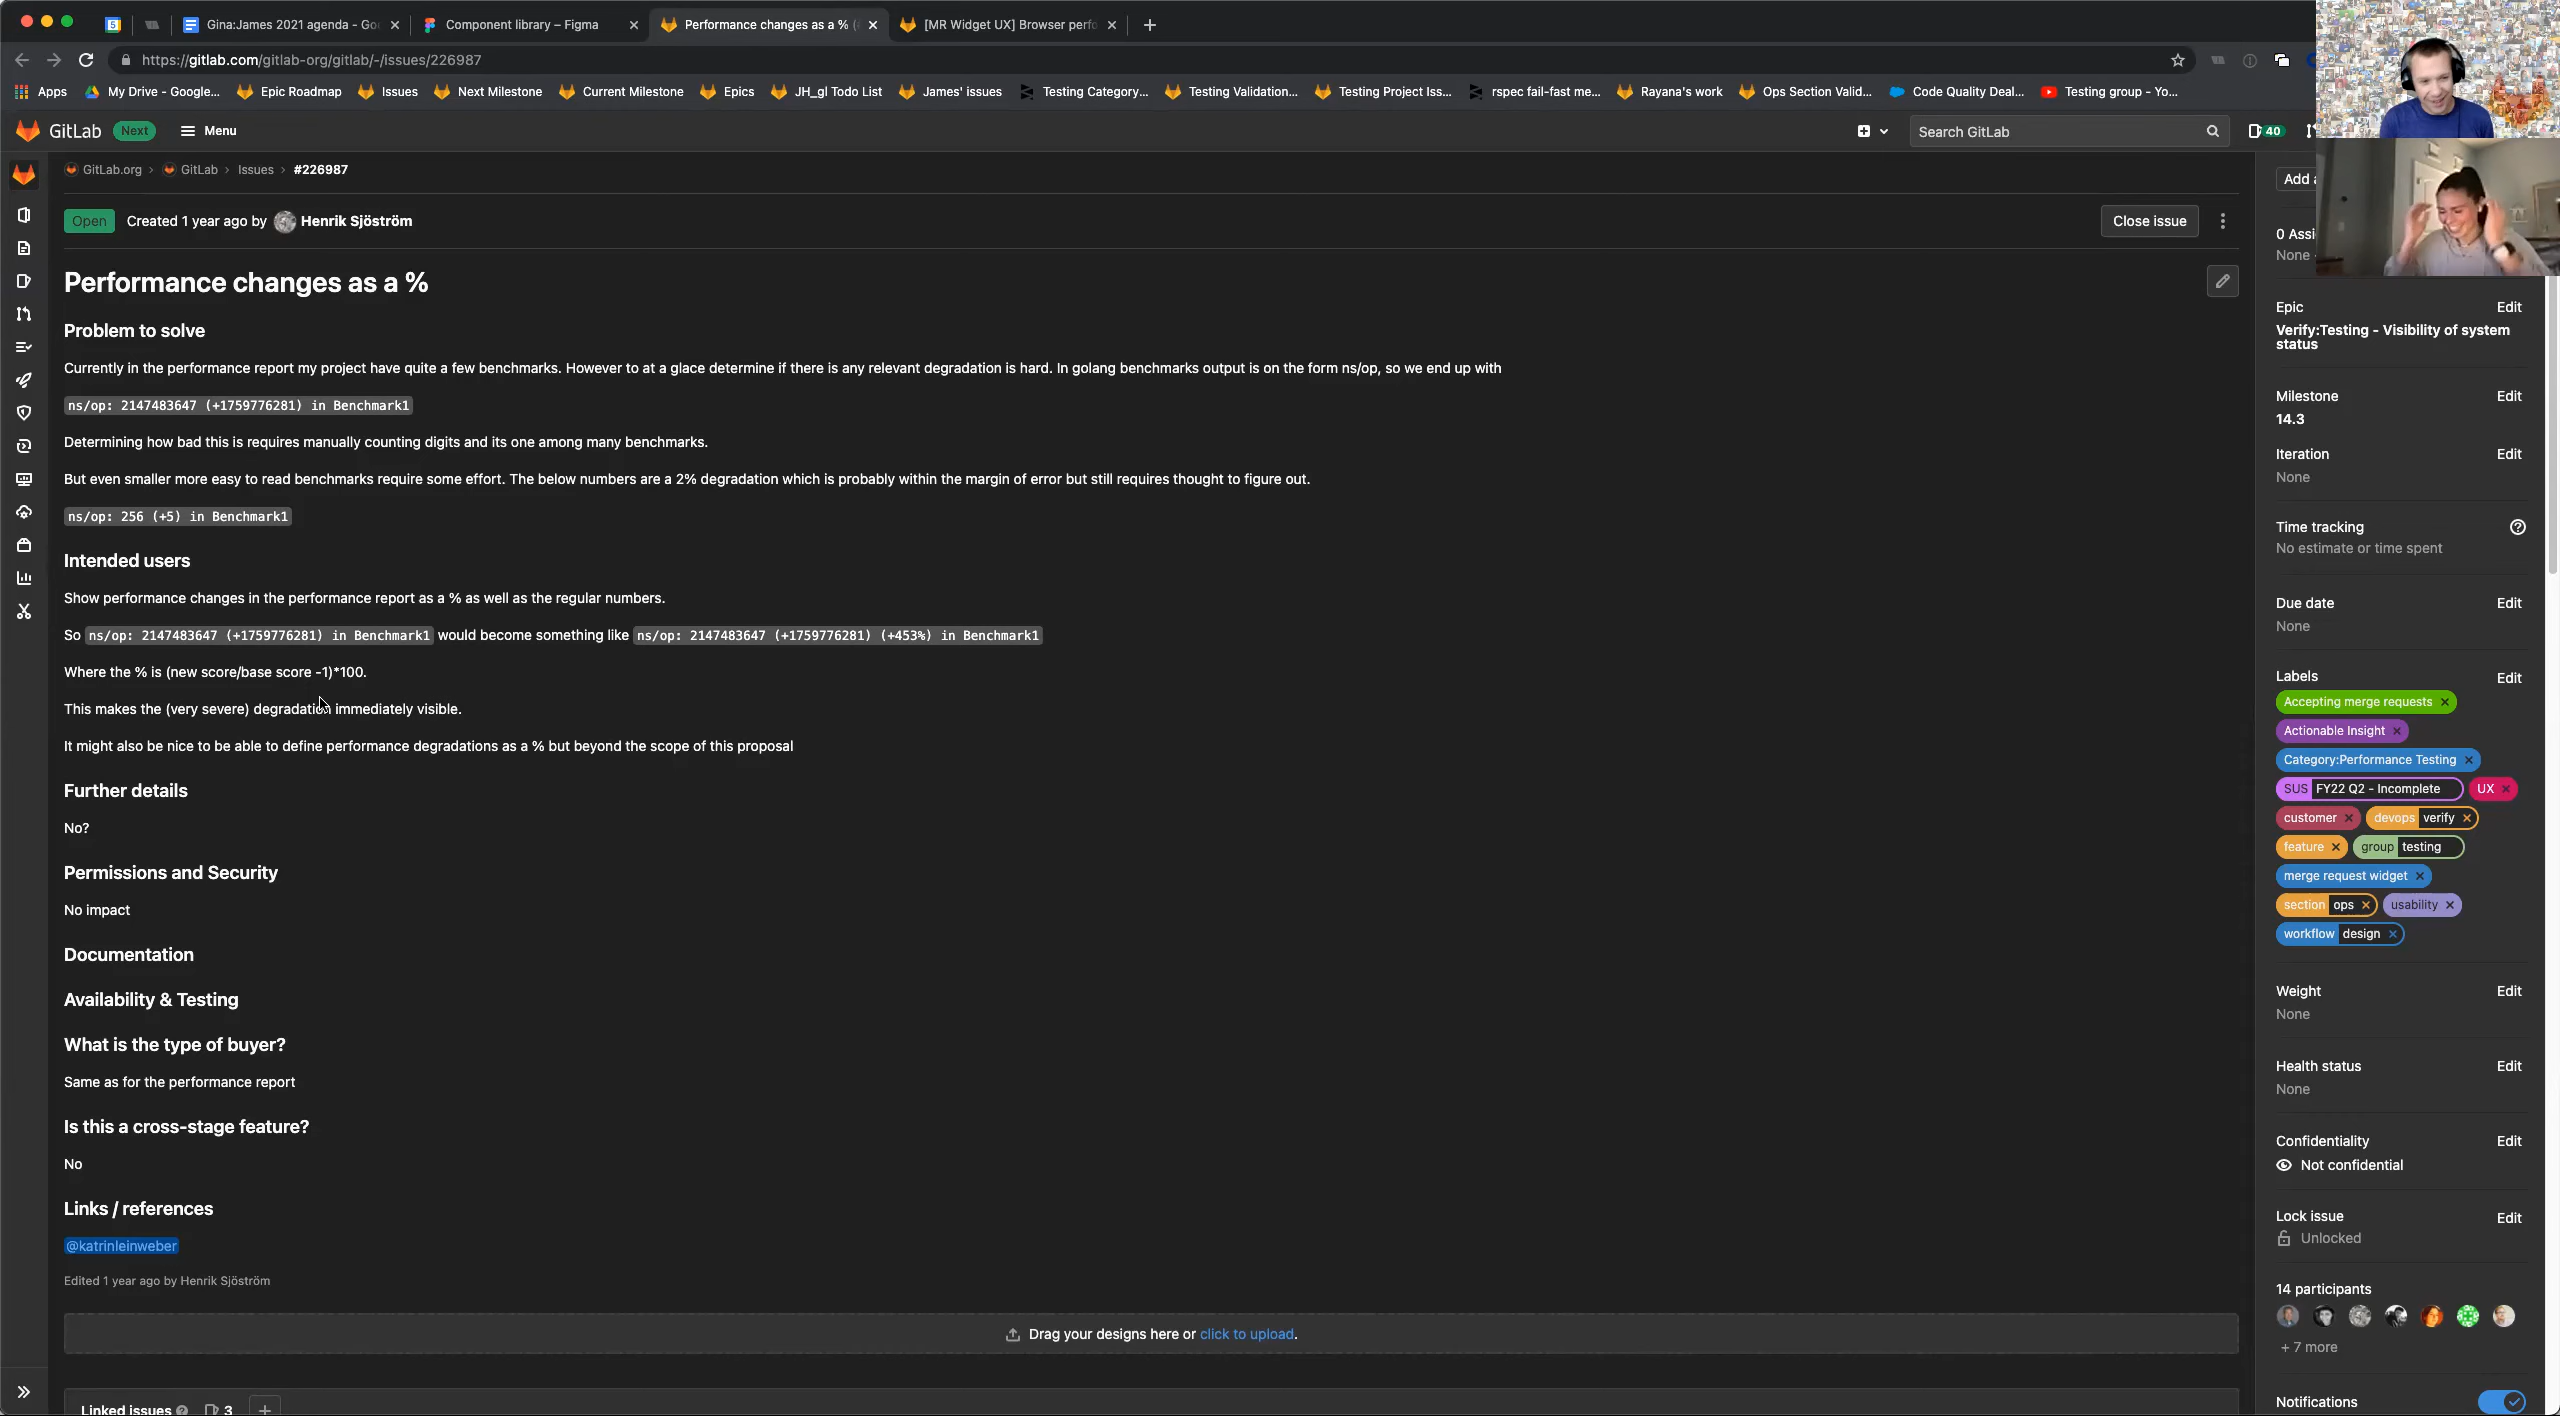 5
Gina:James 2021 agenda - Go
Component library – Figma
Performance changes as a % (
[MR Widget UX] Browser perfo
https://gitlab.com/gitlab-org/gitlab/-/issues/226987
Apps
My Drive - Google...
Epic Roadmap
Issues
Next Milestone
Current Milestone
Epics
JH_gl Todo List
James' issues
Testing Category...
Testing Validation...
Testing Project Iss...
rspec fail-fast me...
Rayana's work
Ops Section Valid...
Code Quality Deal...
Testing group - Yo...
GitLab Next Menu
Search GitLab
40
GitLab.org › GitLab › Issues › #226987
Open Created 1 year ago by Henrik Sjöström
Close issue
Performance changes as a %
Problem to solve
Currently in the performance report my project have quite a few benchmarks. However to at a glace determine if there is any relevant degradation is hard. In golang benchmarks output is on the form ns/op, so we end up with
ns/op: 2147483647 (+1759776281) in Benchmark1
Determining how bad this is requires manually counting digits and its one among many benchmarks.
But even smaller more easy to read benchmarks require some effort. The below numbers are a 2% degradation which is probably within the margin of error but still requires thought to figure out.
ns/op: 256 (+5) in Benchmark1
Intended users
Show performance changes in the performance report as a % as well as the regular numbers.
So ns/op: 2147483647 (+1759776281) in Benchmark1 would become something like ns/op: 2147483647 (+1759776281) (+453%) in Benchmark1
Where the % is (new score/base score -1)*100.
This makes the (very severe) degradation immediately visible.
It might also be nice to be able to define performance degradations as a % but beyond the scope of this proposal
Further details
No?
Permissions and Security
No impact
Documentation
Availability & Testing
What is the type of buyer?
Same as for the performance report
Is this a cross-stage feature?
No
Links / references
@katrinleinweber
Edited 1 year ago by Henrik Sjöström
Drag your designs here or click to upload.
Linked issues 3
Add
0 Assi
None -
Epic Edit
Verify:Testing - Visibility of system
status
Milestone Edit
14.3
Iteration Edit
None
Time tracking
No estimate or time spent
Due date Edit
None
Labels Edit
Accepting merge requests
Actionable Insight
Category:Performance Testing
SUS FY22 Q2 - Incomplete UX
customer devops verify
feature group testing
merge request widget
section ops usability
workflow design
Weight Edit
None
Health status Edit
None
Confidentiality Edit
Not confidential
Lock issue Edit
Unlocked
14 participants
+ 7 more
Notifications